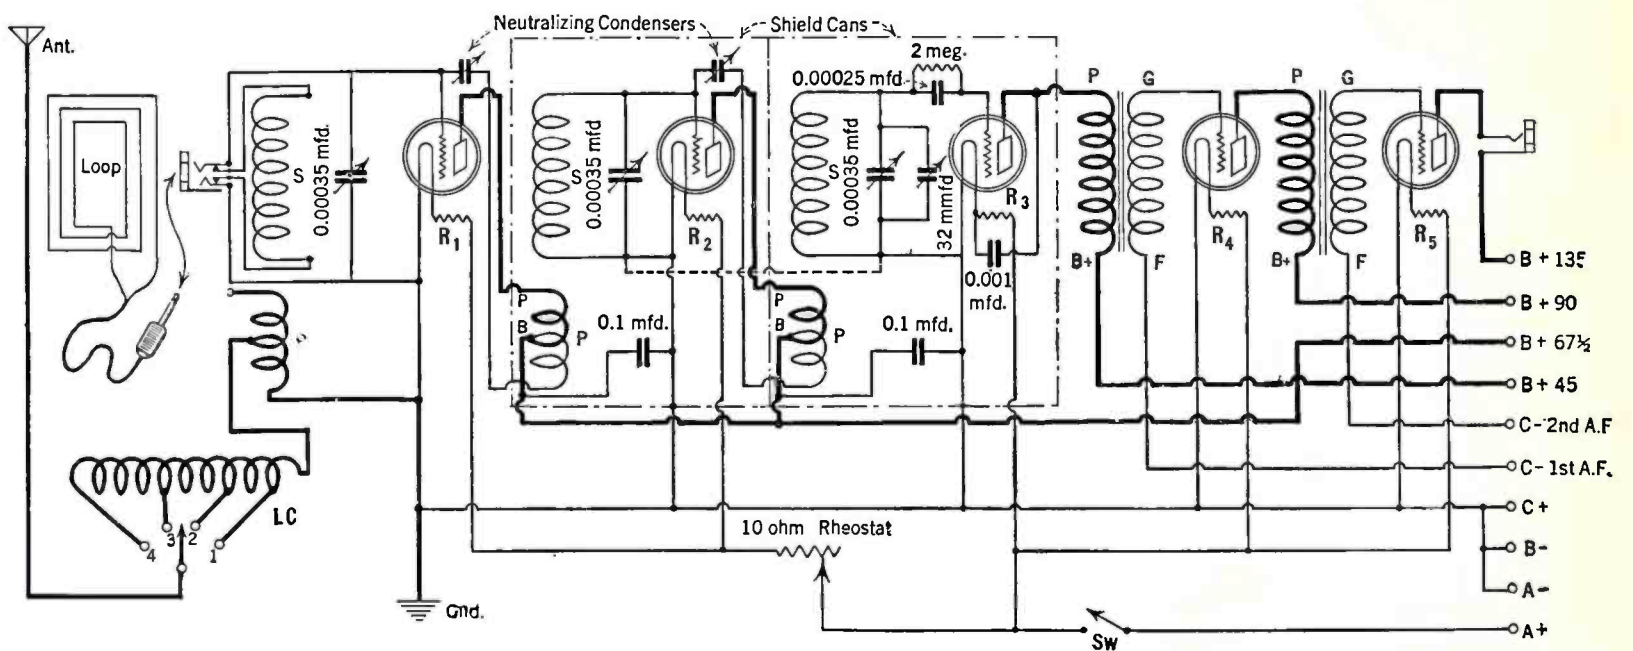 Neutralizing Condensers
Shield Cans
Ant.
2 meg.
0.00025 mfd.
P
G
P
G
Loop
S
0.00035 mfd.
S
0.00035 mfd
S
0.00035 mfd
32 mmfd
R1
R2
R3
R4
R5
B+
F
B+
F
0.001
mfd.
B + 135
B + 90
B + 67½
B + 45
C- 2nd A.F
C- 1st A.F.
C+
B-
A-
A+
P
B
P
0.1 mfd.
P
B
P
0.1 mfd.
LC
4
3
2
1
10 ohm Rheostat
Gnd.
Sw